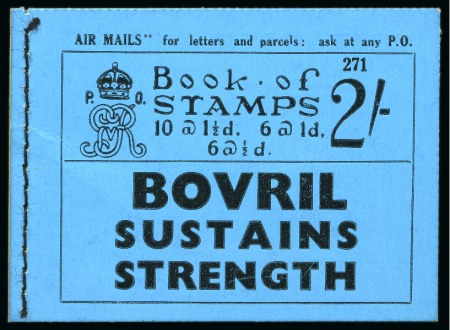 AIR MAILS" for letters and parcels: ask at any P.O.
271
Book of
STAMPS
2/-
P. O.
10 @ 1½d. 6 @ 1d.
6 @ ½d.
BOVRIL
SUSTAINS
STRENGTH